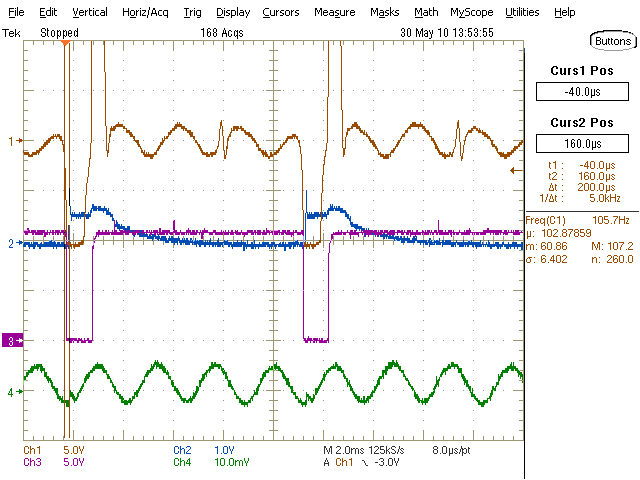 File Edit Vertical Horiz/Acq Trig Display Cursors Measure Masks Math MyScope Utilities Help
Tek Stopped 168 Acqs 30 May 10 13:53:55
Buttons
Curs1 Pos
-40.0µs
Curs2 Pos
160.0µs
t1 : -40.0µs
t2 : 160.0µs
Δt : 200.0µs
1/Δt : 5.0kHz
Freq(C1) 105.7Hz
µ: 102.87859
m: 60.86 M: 107.2
σ: 6.402 n: 260.0
1
2
3
4
Ch1 5.0V Ch2 1.0V M 2.0ms 125kS/s 8.0µs/pt
Ch3 5.0V Ch4 10.0mV A Ch1 ∖ -3.0V